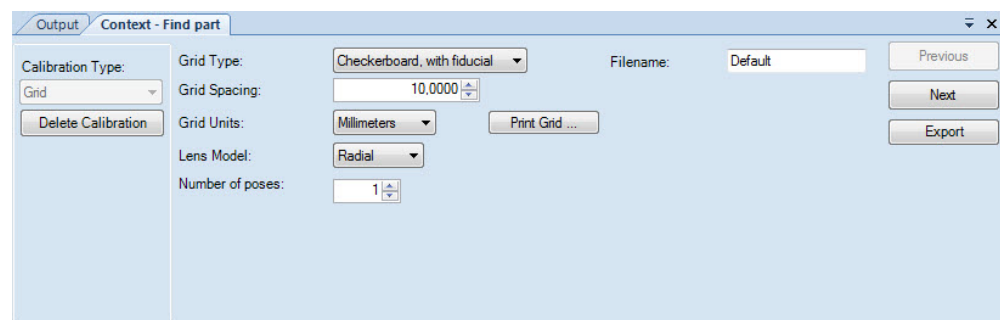 Output
Context - Find part
Calibration Type:
Grid
Delete Calibration
Grid Type:
Checkerboard, with fiducial
Filename:
Default
Grid Spacing:
10,0000
Grid Units:
Millimeters
Print Grid ...
Lens Model:
Radial
Number of poses:
1
Previous
Next
Export